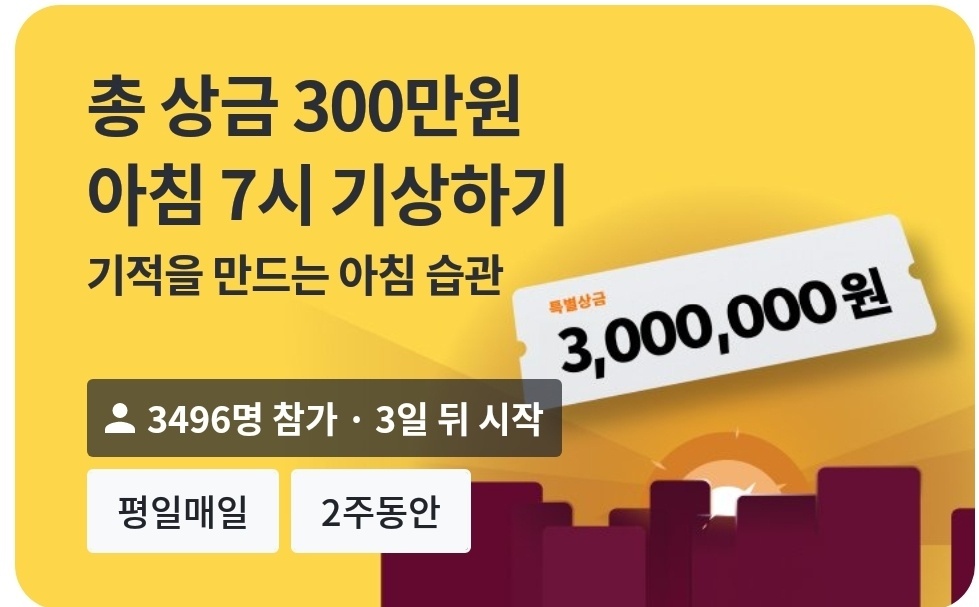 총 상금 300만원
아침 7시 기상하기
기적을 만드는 아침 습관
특별상금
3,000,000원
3496명 참가 · 3일 뒤 시작
평일매일
2주동안